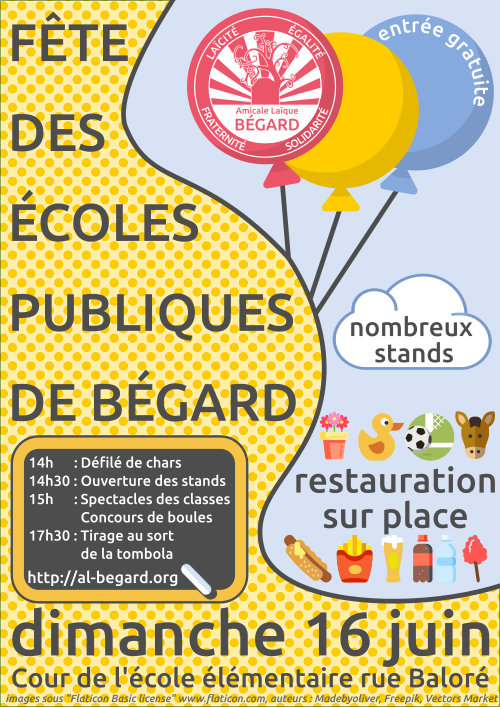 FÊTE
DES
ÉCOLES
PUBLIQUES
DE BÉGARD
LAÏCITÉ
ÉGALITÉ
FRATERNITÉ
SOLIDARITÉ
Amicale Laïque
BÉGARD
entrée gratuite
nombreux
stands
restauration
sur place
14h : Défilé de chars
14h30 : Ouverture des stands
15h : Spectacles des classes
Concours de boules
17h30 : Tirage au sort
de la tombola
http://al-begard.org
dimanche 16 juin
Cour de l'école élémentaire rue Baloré
images sous "Flaticon Basic license" www.flaticon.com, auteurs : Madebyoliver, Freepik, Vectors Market